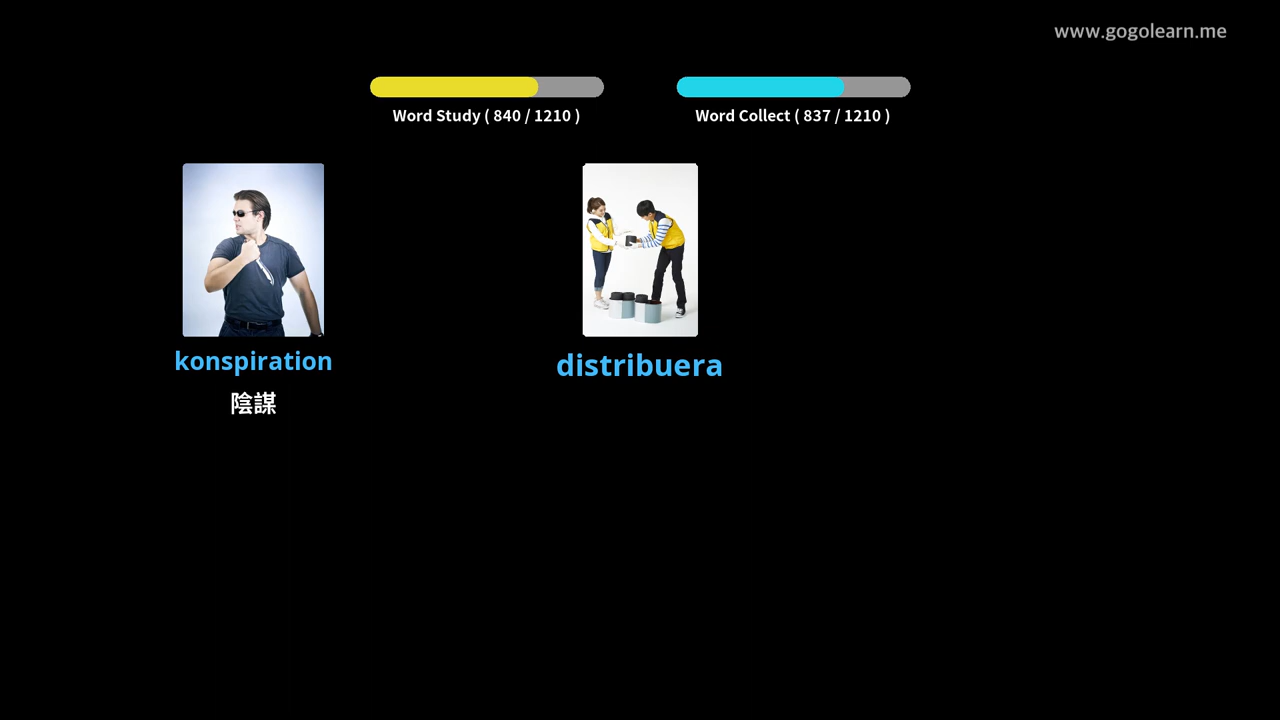 www.gogolearn.me
Word Study ( 840 / 1210 )
Word Collect ( 837 / 1210 )
konspiration
陰謀
distribuera